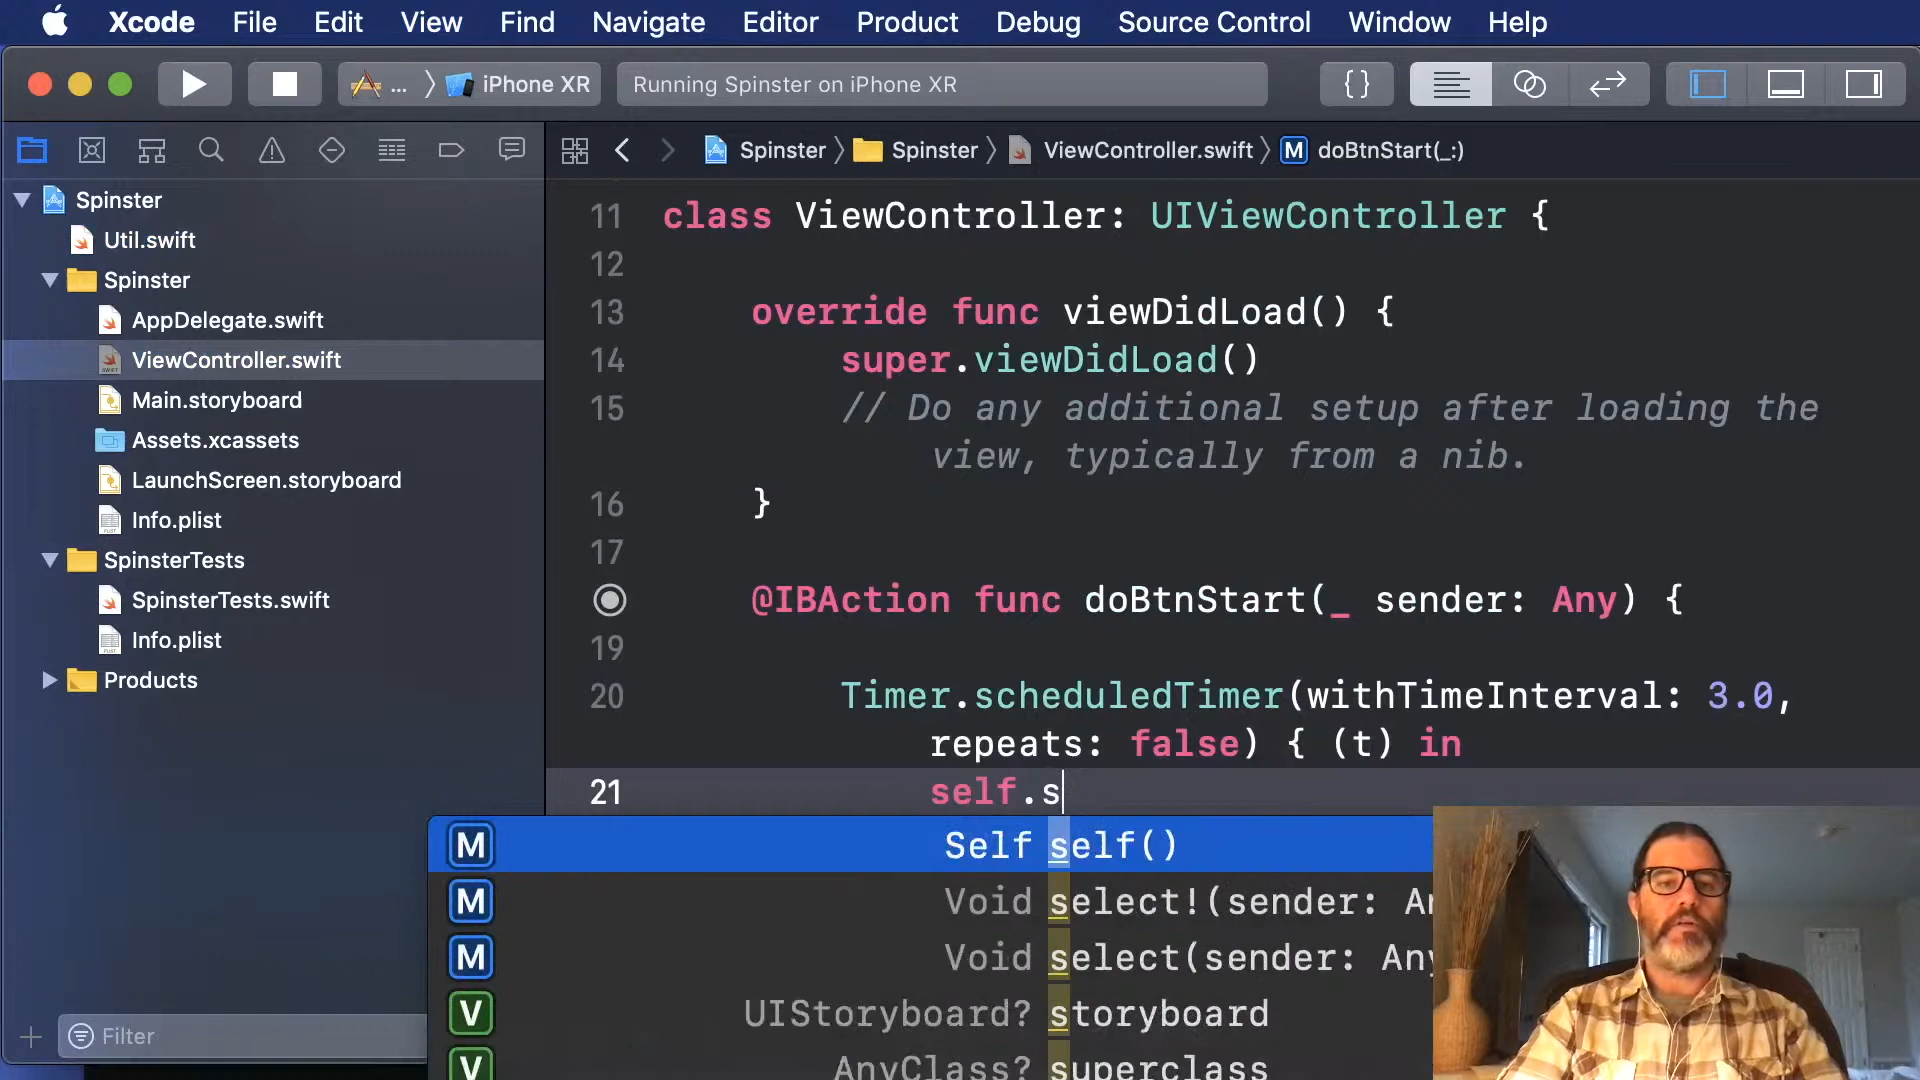 Xcode File Edit View Find Navigate Editor Product Debug Source Control Window Help
... iPhone XR Running Spinster on iPhone XR {}
Spinster Spinster ViewController.swift M doBtnStart(_:)
Spinster
Util.swift
Spinster
AppDelegate.swift
ViewController.swift
Main.storyboard
Assets.xcassets
LaunchScreen.storyboard
Info.plist
SpinsterTests
SpinsterTests.swift
Info.plist
Products
Filter
11 class ViewController: UIViewController {
12
13 override func viewDidLoad() {
14 super.viewDidLoad()
15 // Do any additional setup after loading the
view, typically from a nib.
16 }
17
@IBAction func doBtnStart(_ sender: Any) {
19
20 Timer.scheduledTimer(withTimeInterval: 3.0,
repeats: false) { (t) in
21 self.s
M Self self()
M Void select!(sender:
M Void select(sender:
V UIStoryboard? storyboard
V AnyClass? superclass